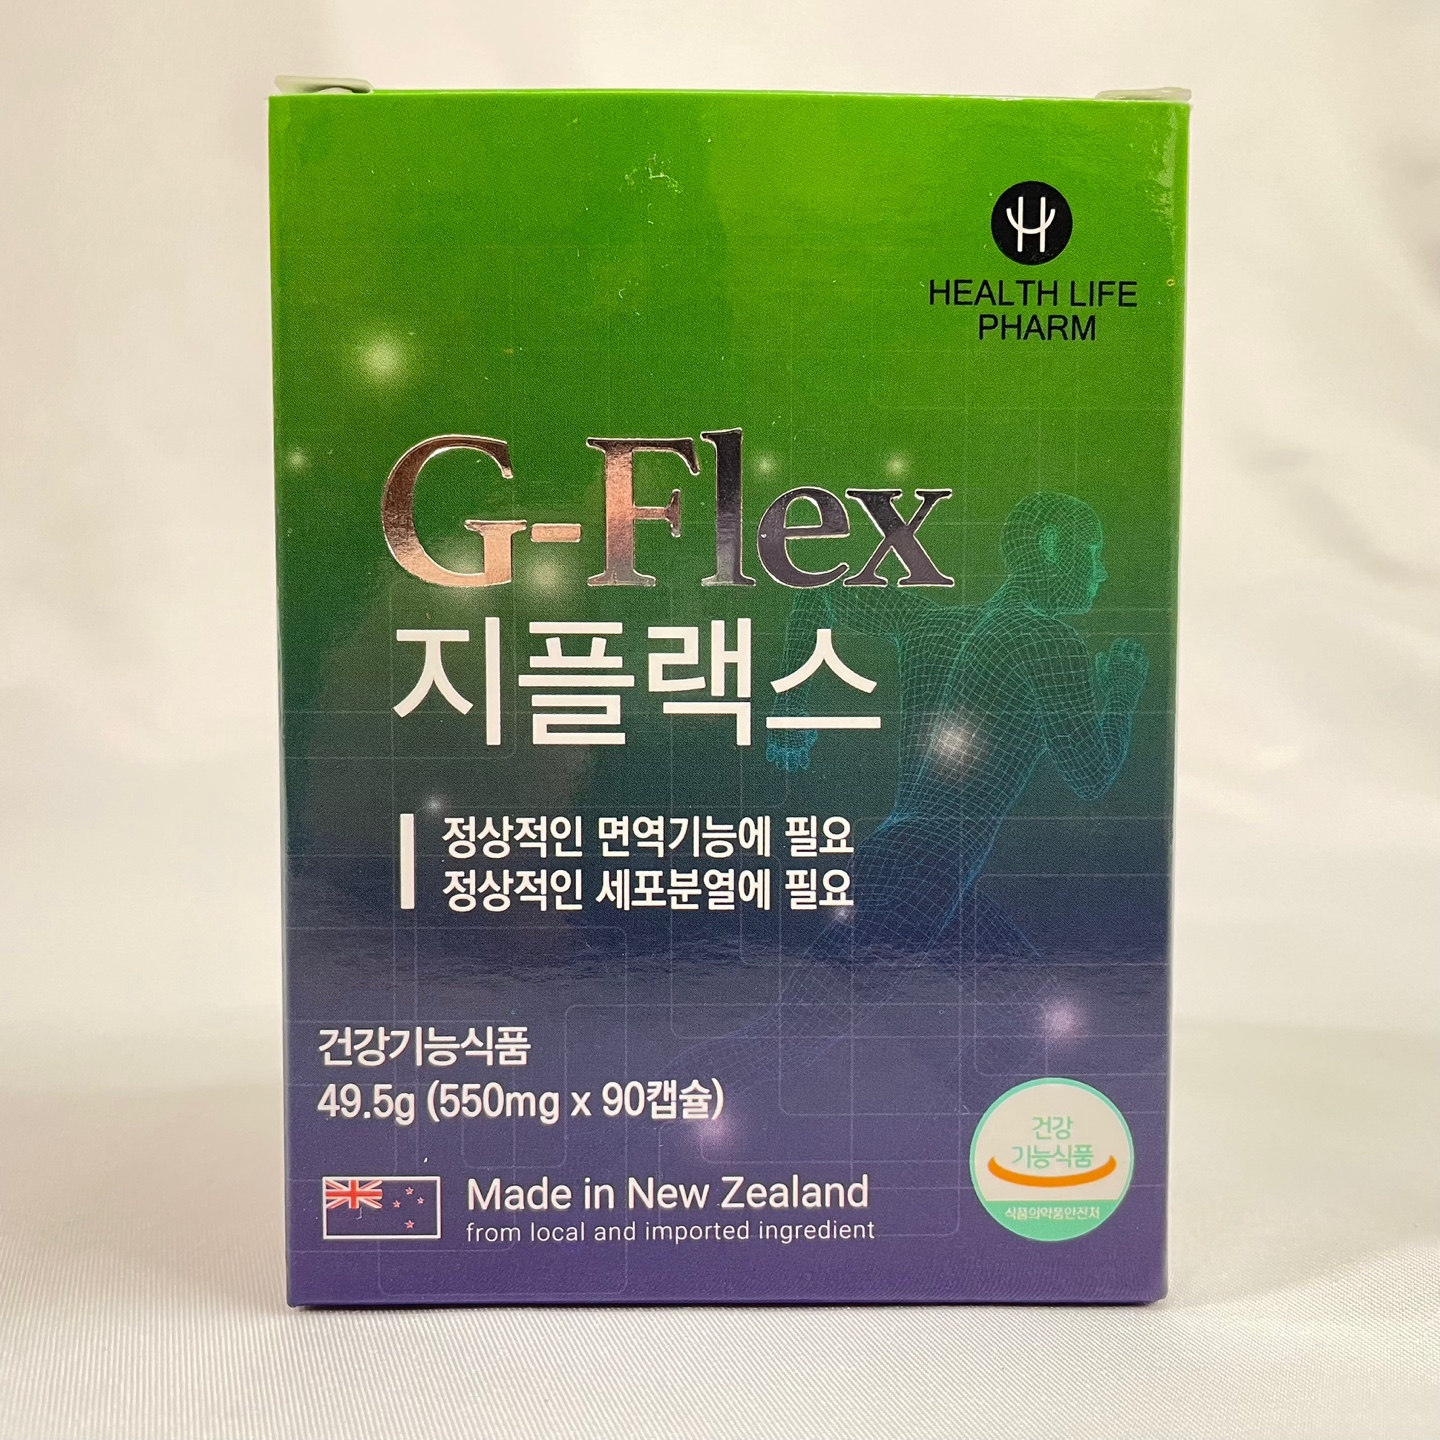 HEALTH LIFE
PHARM
G-Flex
지플랙스
정상적인 면역기능에 필요
정상적인 세포분열에 필요
건강기능식품
49.5g (550mg x 90캡슐)
Made in New Zealand
from local and imported ingredient
건강
기능식품
식품의약품안전처